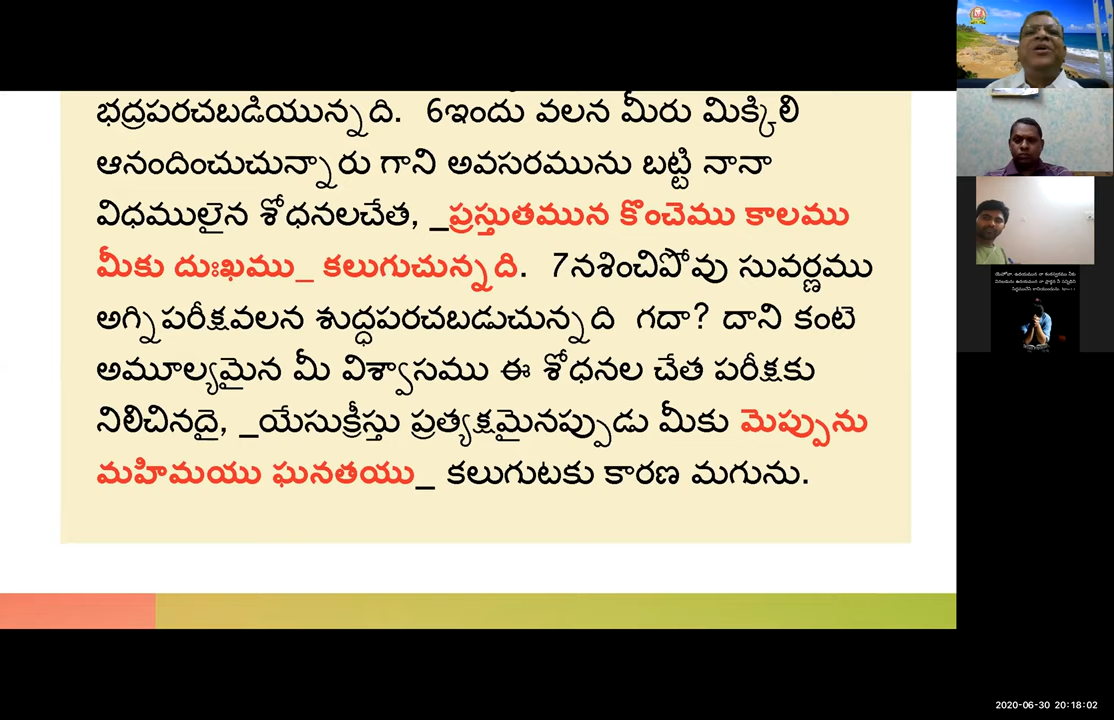 భద్రపరచబడియున్నది. 6ఇందు వలన మీరు మిక్కిలి
ఆనందించుచున్నారు గాని అవసరమును బట్టి నానా
విధములైన శోధనలచేత, _ప్రస్తుతమున కొంచెము కాలము
మీకు దుఃఖము_ కలుగుచున్నది. 7నశించిపోవు సువర్ణము
అగ్నిపరీక్షవలన శుద్ధపరచబడుచున్నది గదా? దాని కంటె
అమూల్యమైన మీ విశ్వాసము ఈ శోధనల చేత పరీక్షకు
నిలిచినదై, _యేసుక్రీస్తు ప్రత్యక్షమైనప్పుడు మీకు మెప్పును
మహిమయు ఘనతయు_ కలుగుటకు కారణ మగును.
2020-06-30 20:18:02